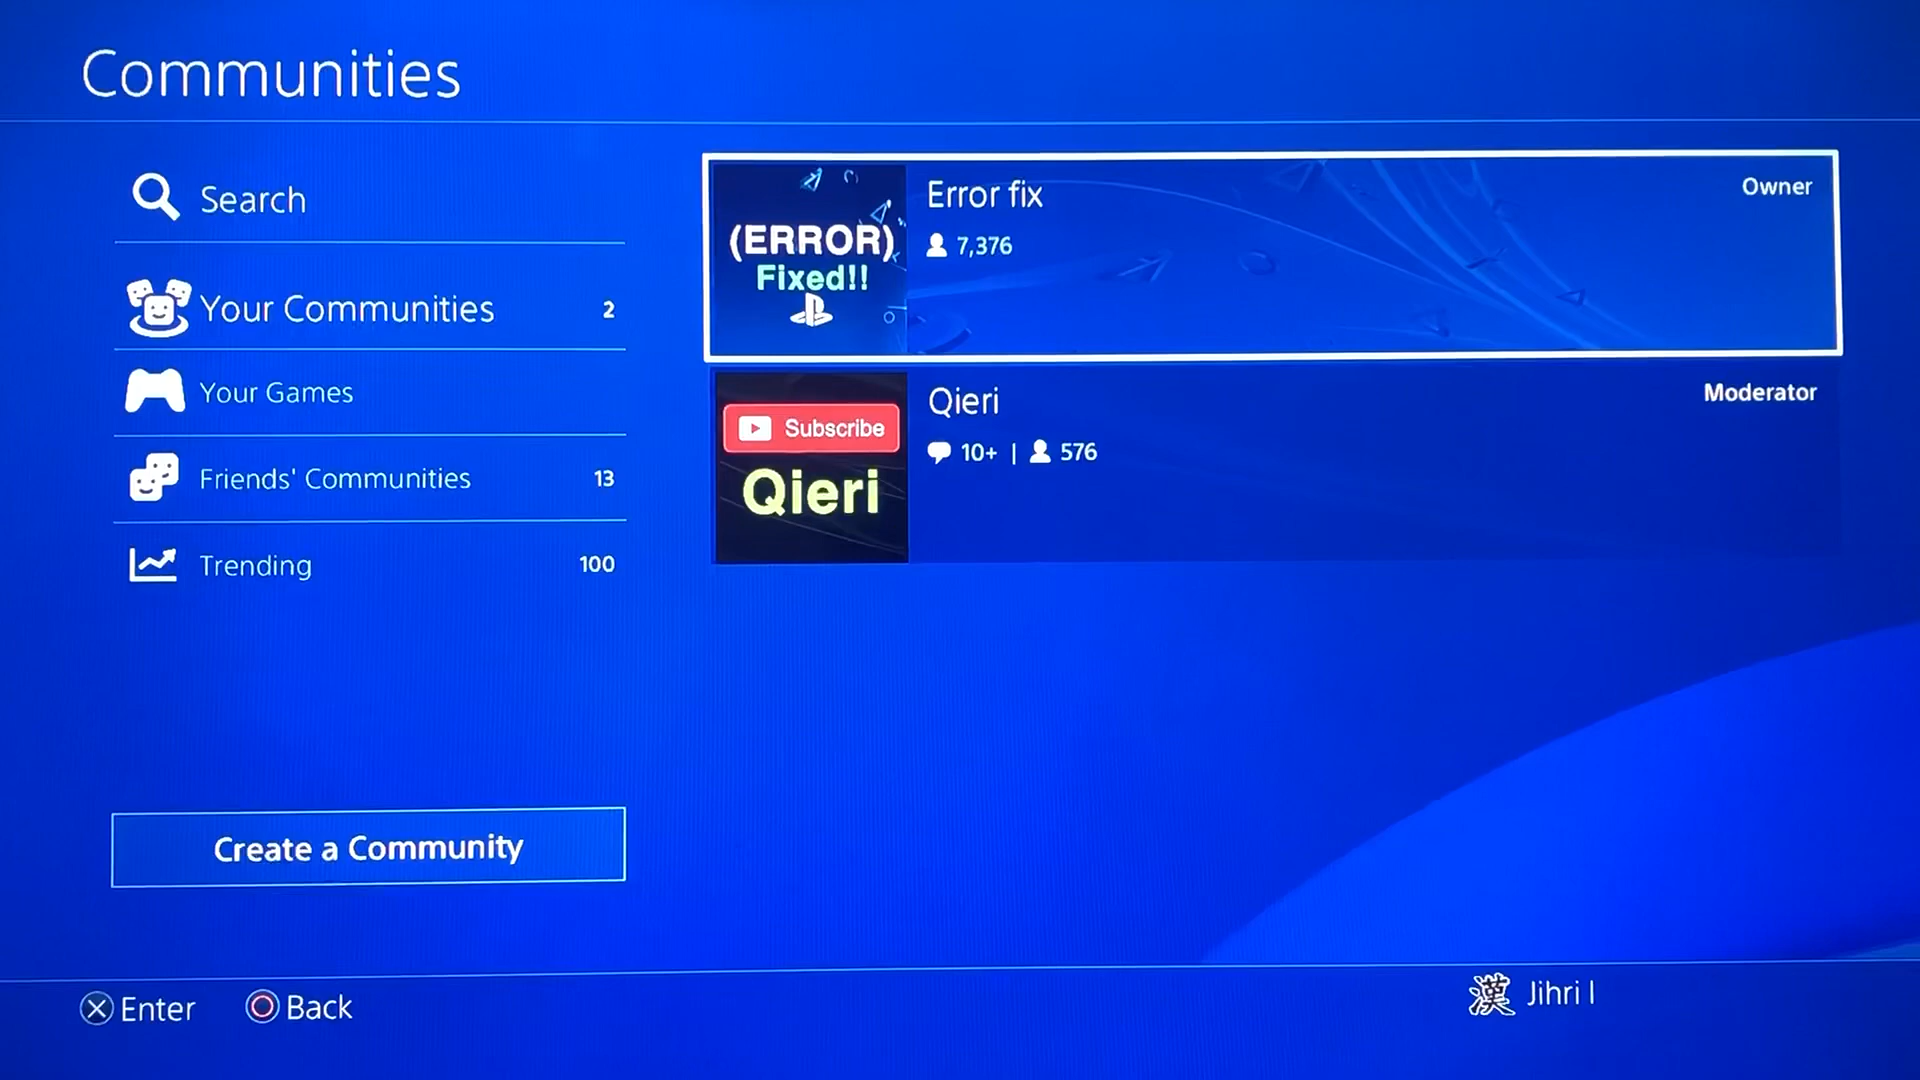 Communities
Search
Your Communities 2
Your Games
Friends' Communities 13
Trending 100
Create a Community
(ERROR)
Fixed!!
Error fix
7,376
Owner
Subscribe
Qieri
Qieri
10+ | 576
Moderator
Enter
Back
漢 Jihri I